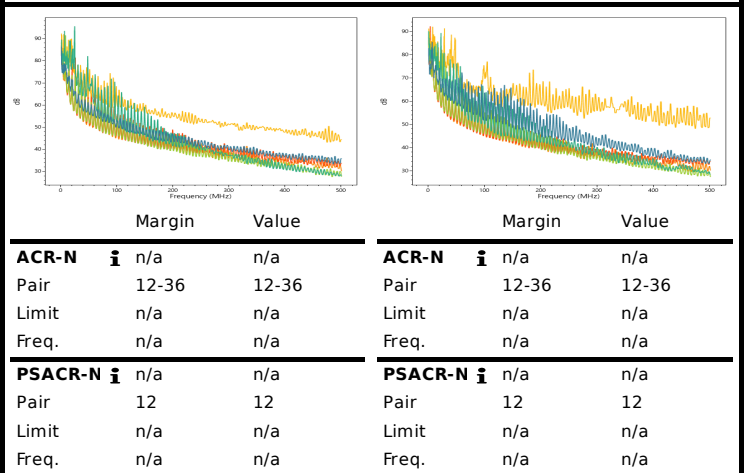 90
80
70
60
50
40
30
dB
0 100 200 300 400 500
Frequency (MHz)
90
80
70
60
50
40
30
dB
0 100 200 300 400 500
Frequency (MHz)
Margin Value
ACR-N i n/a n/a
Pair 12-36 12-36
Limit n/a n/a
Freq. n/a n/a
PSACR-N i n/a n/a
Pair 12 12
Limit n/a n/a
Freq. n/a n/a
Margin Value
ACR-N i n/a n/a
Pair 12-36 12-36
Limit n/a n/a
Freq. n/a n/a
PSACR-N i n/a n/a
Pair 12 12
Limit n/a n/a
Freq. n/a n/a